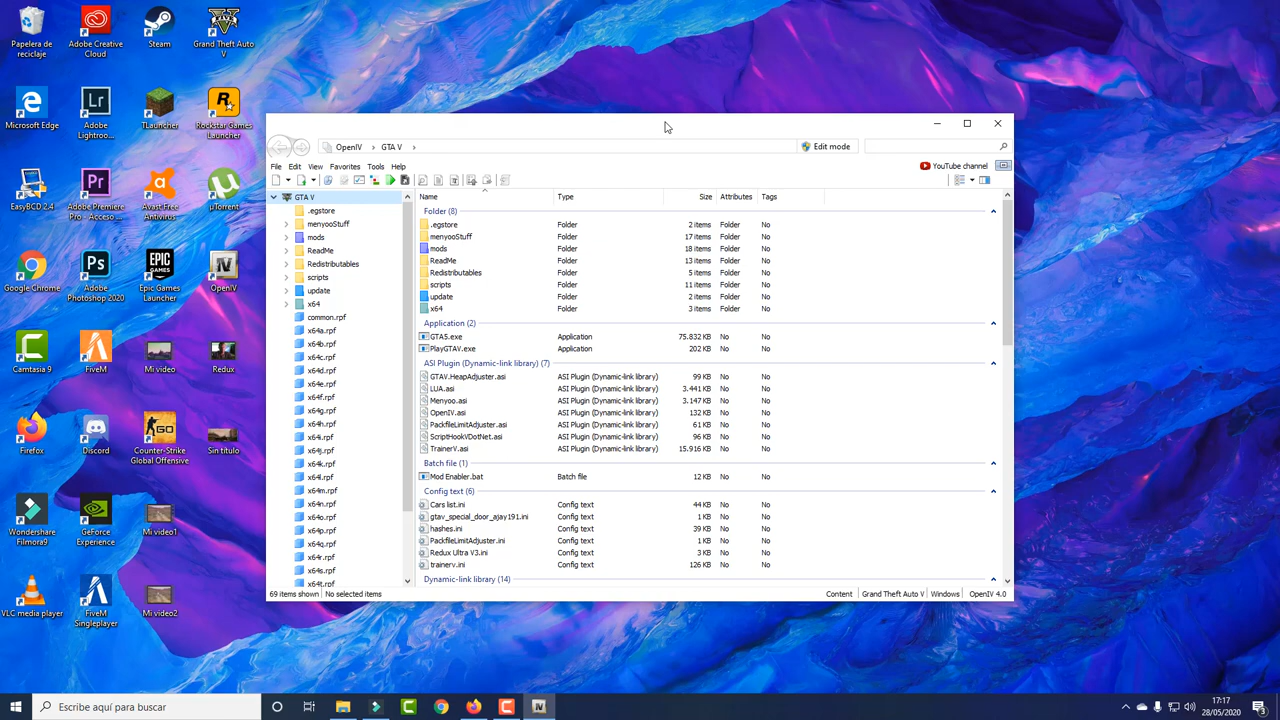 Papelera de
reciclaje
Adobe Creative
Cloud
Steam
Grand Theft Auto
V
Microsoft Edge
Adobe
Lightroo...
TLauncher
Rockstar Games
Launcher
EasyBCD 2.4
Adobe Premiere
Pro - Acceso ...
Avast Free
Antivirus
µTorrent
Google Chrome
Adobe
Photoshop 2020
Epic Games
Launcher
OpenIV
Camtasia 9
FiveM
Mi video
Redux
Firefox
Discord
Counter-Strike
Global Offensive
Sin título
Wondershare
Filmora9
GeForce
Experience
Mi video1
VLC media player
FiveM
Singleplayer
Mi video2
OpenIV
GTA V
Edit mode
File Edit View Favorites Tools Help
YouTube channel
GTA V
.egstore
menyooStuff
mods
ReadMe
Redistributables
scripts
update
x64
common.rpf
x64a.rpf
x64b.rpf
x64c.rpf
x64d.rpf
x64e.rpf
x64f.rpf
x64g.rpf
x64h.rpf
x64i.rpf
x64j.rpf
x64k.rpf
x64l.rpf
x64m.rpf
x64n.rpf
x64o.rpf
x64p.rpf
x64q.rpf
x64r.rpf
x64s.rpf
x64t.rpf
Name Type Size Attributes Tags
Folder (8)
.egstore Folder 2 items No No
menyooStuff Folder 17 items No No
mods Folder 18 items No No
ReadMe Folder 13 items No No
Redistributables Folder 5 items No No
scripts Folder 11 items No No
update Folder 2 items No No
x64 Folder 3 items No No
Application (2)
GTA5.exe Application 75.832 KB No No
PlayGTAV.exe Application 202 KB No No
ASI Plugin (Dynamic-link library) (7)
GTAV.HeapAdjuster.asi ASI Plugin (Dynamic-link library) 99 KB No No
LUA.asi ASI Plugin (Dynamic-link library) 3.441 KB No No
Menyoo.asi ASI Plugin (Dynamic-link library) 3.147 KB No No
OpenIV.asi ASI Plugin (Dynamic-link library) 132 KB No No
PackfileLimitAdjuster.asi ASI Plugin (Dynamic-link library) 61 KB No No
ScriptHookVDotNet.asi ASI Plugin (Dynamic-link library) 96 KB No No
TrainerV.asi ASI Plugin (Dynamic-link library) 15.916 KB No No
Batch file (1)
Mod Enabler.bat Batch file 12 KB No No
Config text (6)
Cars list.ini Config text 44 KB No No
gtav_special_door_ajay191.ini Config text 1 KB No No
hashes.ini Config text 39 KB No No
PackfileLimitAdjuster.ini Config text 1 KB No No
Redux Ultra V3.ini Config text 3 KB No No
trainerv.ini Config text 126 KB No No
Dynamic-link library (14)
69 items shown No selected items Content Grand Theft Auto V Windows OpenIV 4.0
Escribe aquí para buscar
17:17
28/05/2020
3